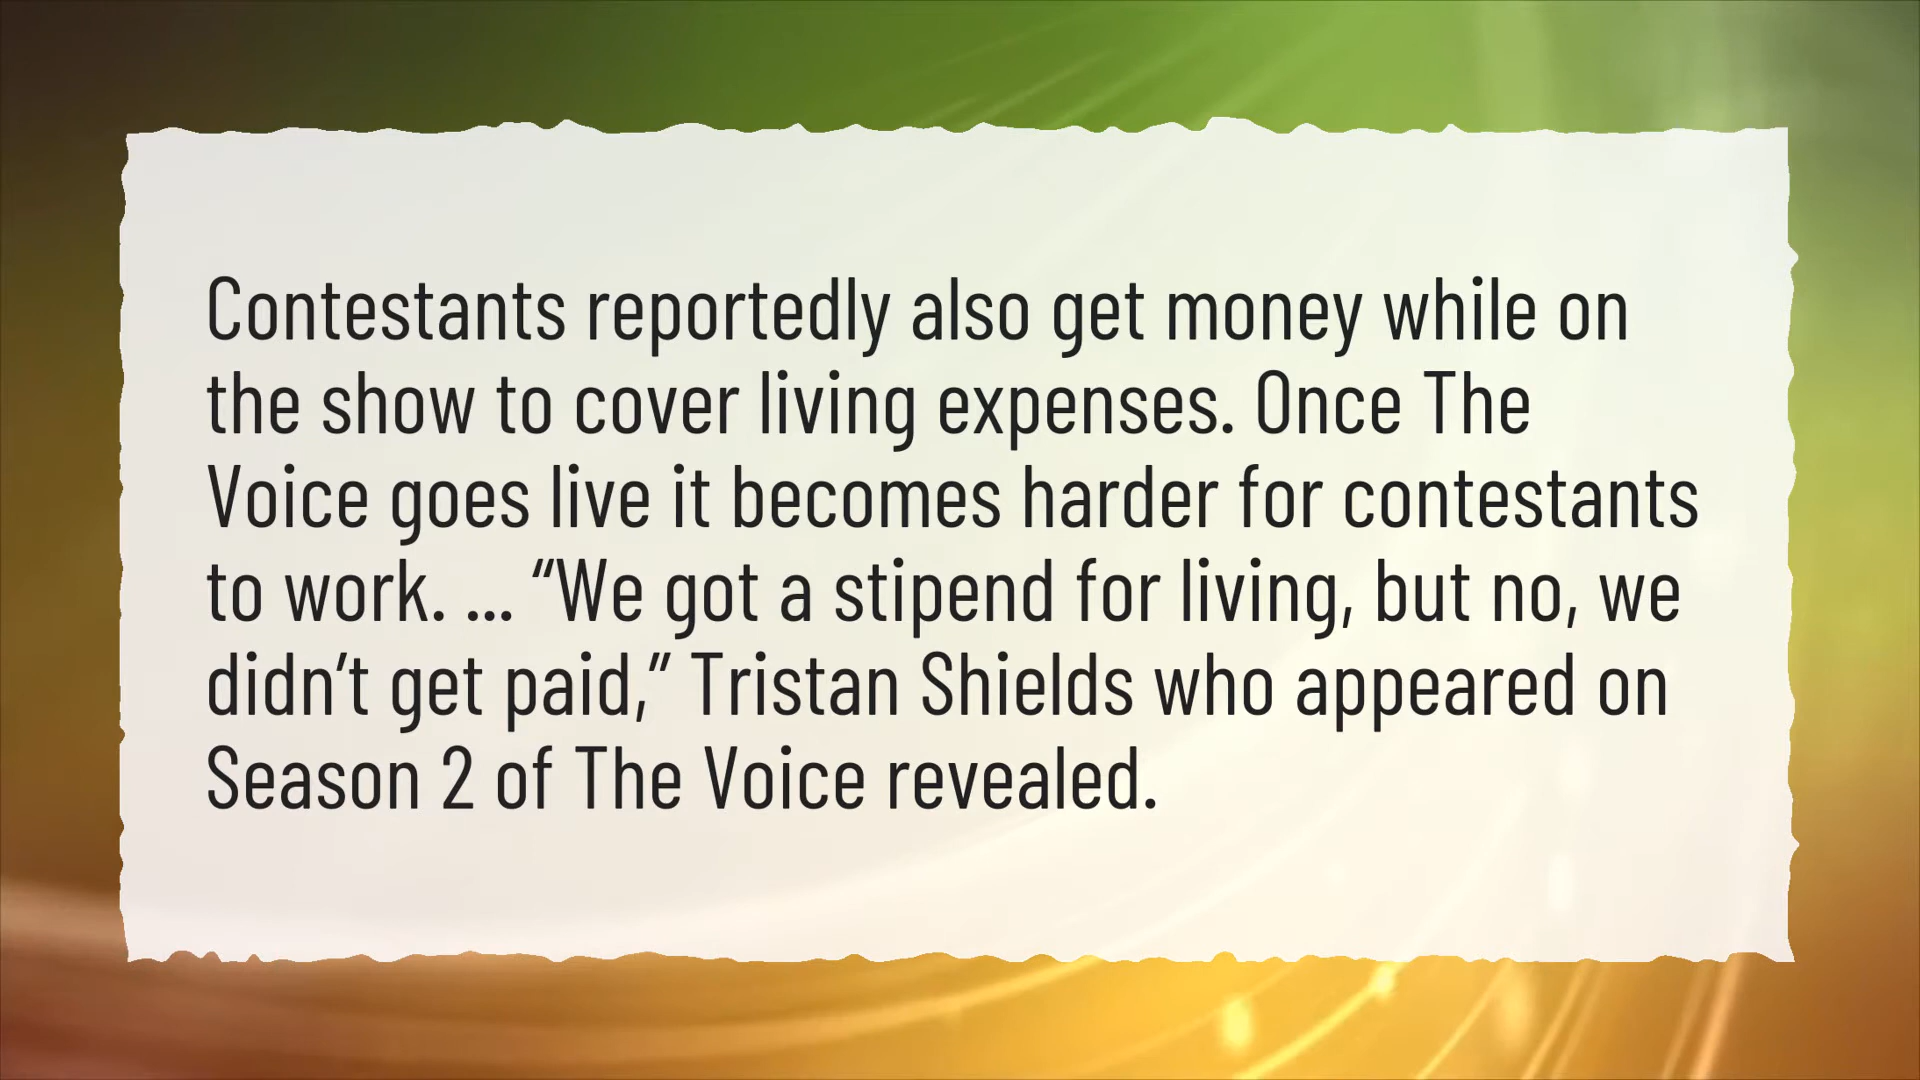 Contestants reportedly also get money while on
the show to cover living expenses. Once The
Voice goes live it becomes harder for contestants
to work. ... “We got a stipend for living, but no, we
didn’t get paid,” Tristan Shields who appeared on
Season 2 of The Voice revealed.